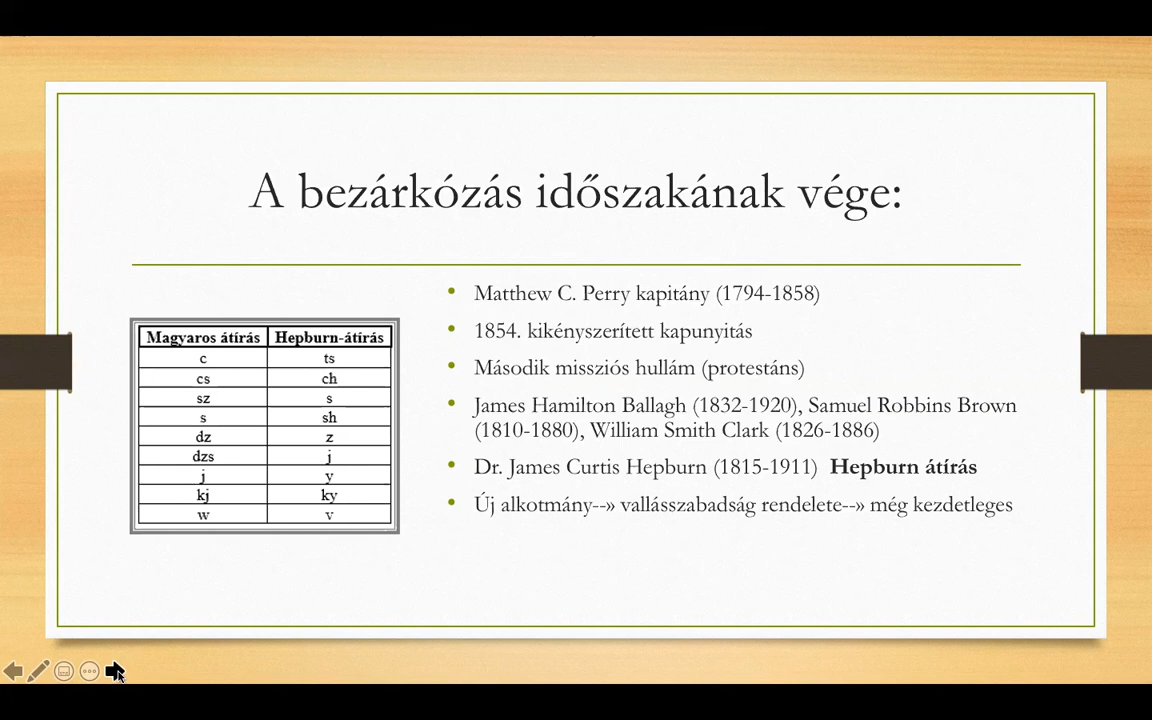 A bezárkózás időszakának vége:
Magyaros átírás Hepburn-átírás
c ts
cs ch
sz s
s sh
dz z
dzs j
j y
kj ky
w v
• Matthew C. Perry kapitány (1794-1858)
• 1854. kikényszerített kapunyitás
• Második missziós hullám (protestáns)
• James Hamilton Ballagh (1832-1920), Samuel Robbins Brown
(1810-1880), William Smith Clark (1826-1886)
• Dr. James Curtis Hepburn (1815-1911) Hepburn átírás
• Új alkotmány--» vallásszabadság rendelete--» még kezdetleges